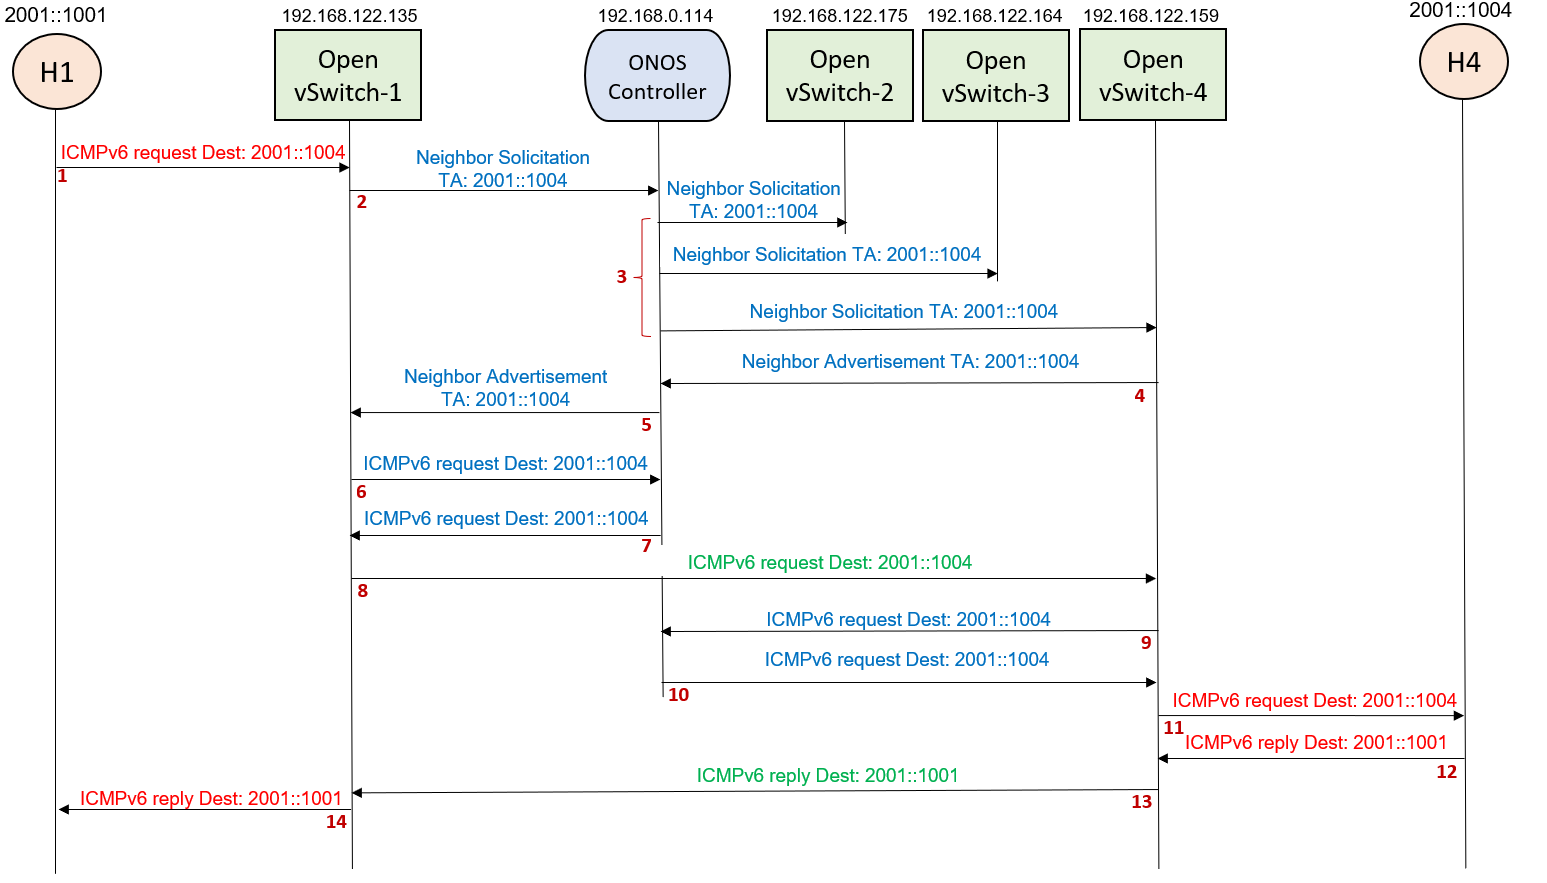 2001::1001
192.168.122.135
192.168.0.114
192.168.122.175
192.168.122.164
192.168.122.159
2001::1004
H1
Open
vSwitch-1
ONOS
Controller
Open
vSwitch-2
Open
vSwitch-3
Open
vSwitch-4
H4
ICMPv6 request Dest: 2001::1004
1
Neighbor Solicitation
TA: 2001::1004
2
Neighbor Solicitation
TA: 2001::1004
Neighbor Solicitation TA: 2001::1004
3
Neighbor Solicitation TA: 2001::1004
Neighbor Advertisement TA: 2001::1004
4
Neighbor Advertisement
TA: 2001::1004
5
ICMPv6 request Dest: 2001::1004
6
ICMPv6 request Dest: 2001::1004
7
ICMPv6 request Dest: 2001::1004
8
ICMPv6 request Dest: 2001::1004
9
ICMPv6 request Dest: 2001::1004
10
ICMPv6 request Dest: 2001::1004
11
ICMPv6 reply Dest: 2001::1001
12
ICMPv6 reply Dest: 2001::1001
13
ICMPv6 reply Dest: 2001::1001
14